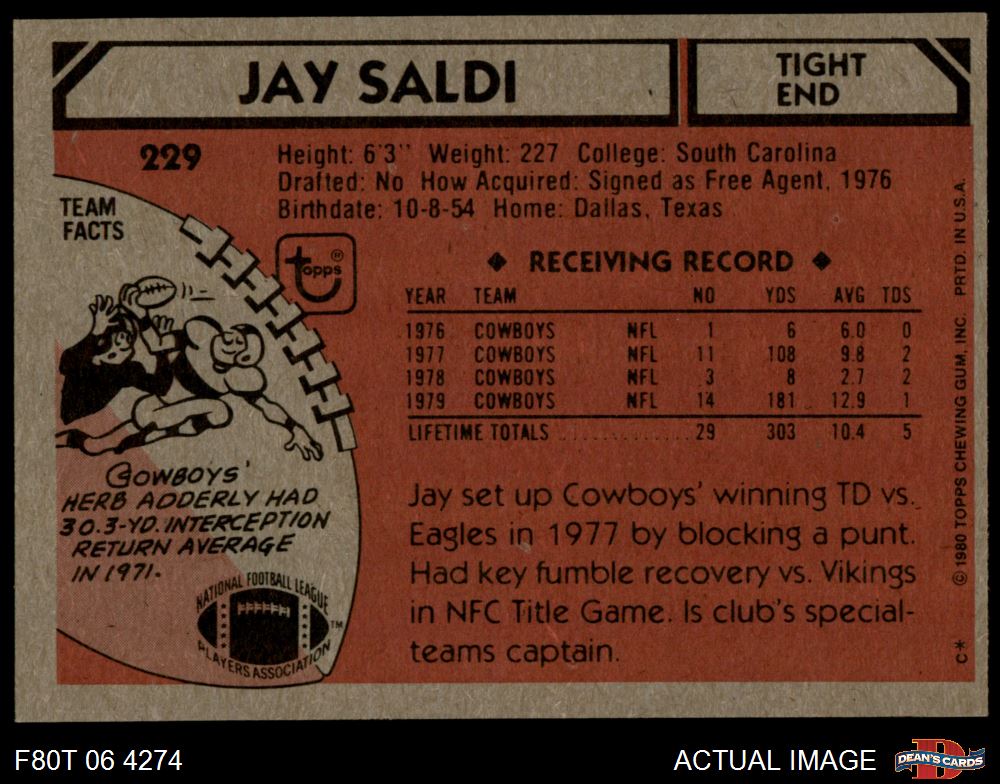 JAY SALDI
TIGHT
END
229
Height: 6'3" Weight: 227 College: South Carolina
Drafted: No How Acquired: Signed as Free Agent, 1976
Birthdate: 10-8-54 Home: Dallas, Texas
TEAM
FACTS
topps®
◆ RECEIVING RECORD ◆
YEAR TEAM NO YDS AVG TDS
1976 COWBOYS NFL 1 6 6.0 0
1977 COWBOYS NFL 11 108 9.8 2
1978 COWBOYS NFL 3 8 2.7 2
1979 COWBOYS NFL 14 181 12.9 1
LIFETIME TOTALS 29 303 10.4 5
COWBOYS'
HERB ADDERLY HAD
30.3-YD. INTERCEPTION
RETURN AVERAGE
IN 1971.
NATIONAL FOOTBALL LEAGUE
PLAYERS ASSOCIATION
TM
Jay set up Cowboys' winning TD vs.
Eagles in 1977 by blocking a punt.
Had key fumble recovery vs. Vikings
in NFC Title Game. Is club's special-
teams captain.
© 1980 TOPPS CHEWING GUM, INC. PRTD. IN U.S.A.
C*
F80T 06 4274
ACTUAL IMAGE
DEAN'S CARDS